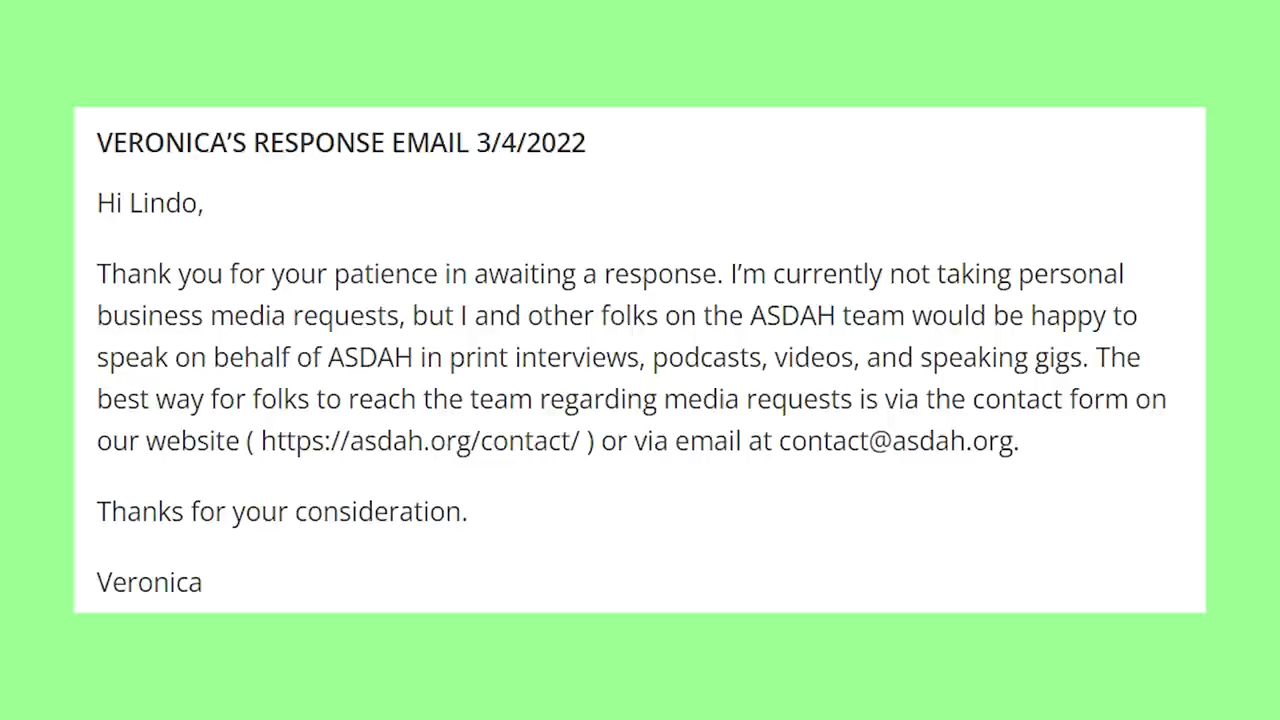 VERONICA’S RESPONSE EMAIL 3/4/2022
Hi Lindo,
Thank you for your patience in awaiting a response. I’m currently not taking personal
business media requests, but I and other folks on the ASDAH team would be happy to
speak on behalf of ASDAH in print interviews, podcasts, videos, and speaking gigs. The
best way for folks to reach the team regarding media requests is via the contact form on
our website ( https://asdah.org/contact/ ) or via email at contact@asdah.org.
Thanks for your consideration.
Veronica